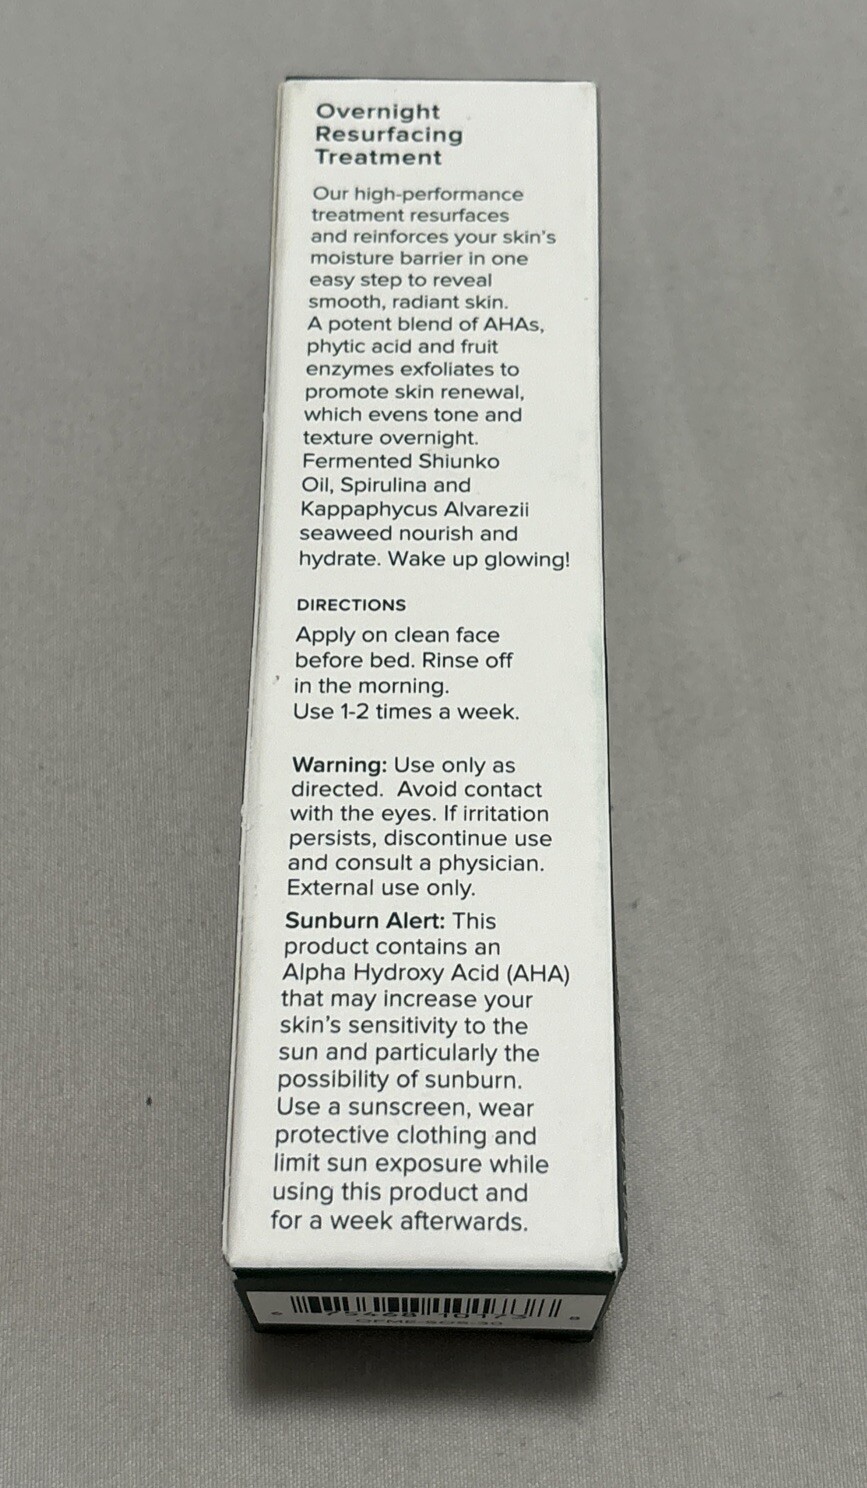 Overnight
Resurfacing
Treatment
Our high-performance
treatment resurfaces
and reinforces your skin's
moisture barrier in one
easy step to reveal
smooth, radiant skin.
A potent blend of AHAs,
phytic acid and fruit
enzymes exfoliates to
promote skin renewal,
which evens tone and
texture overnight.
Fermented Shiunko
Oil, Spirulina and
Kappaphycus Alvarezii
seaweed nourish and
hydrate. Wake up glowing!
DIRECTIONS
Apply on clean face
before bed. Rinse off
in the morning.
Use 1-2 times a week.
Warning: Use only as
directed. Avoid contact
with the eyes. If irritation
persists, discontinue use
and consult a physician.
External use only.
Sunburn Alert: This
product contains an
Alpha Hydroxy Acid (AHA)
that may increase your
skin's sensitivity to the
sun and particularly the
possibility of sunburn.
Use a sunscreen, wear
protective clothing and
limit sun exposure while
using this product and
for a week afterwards.